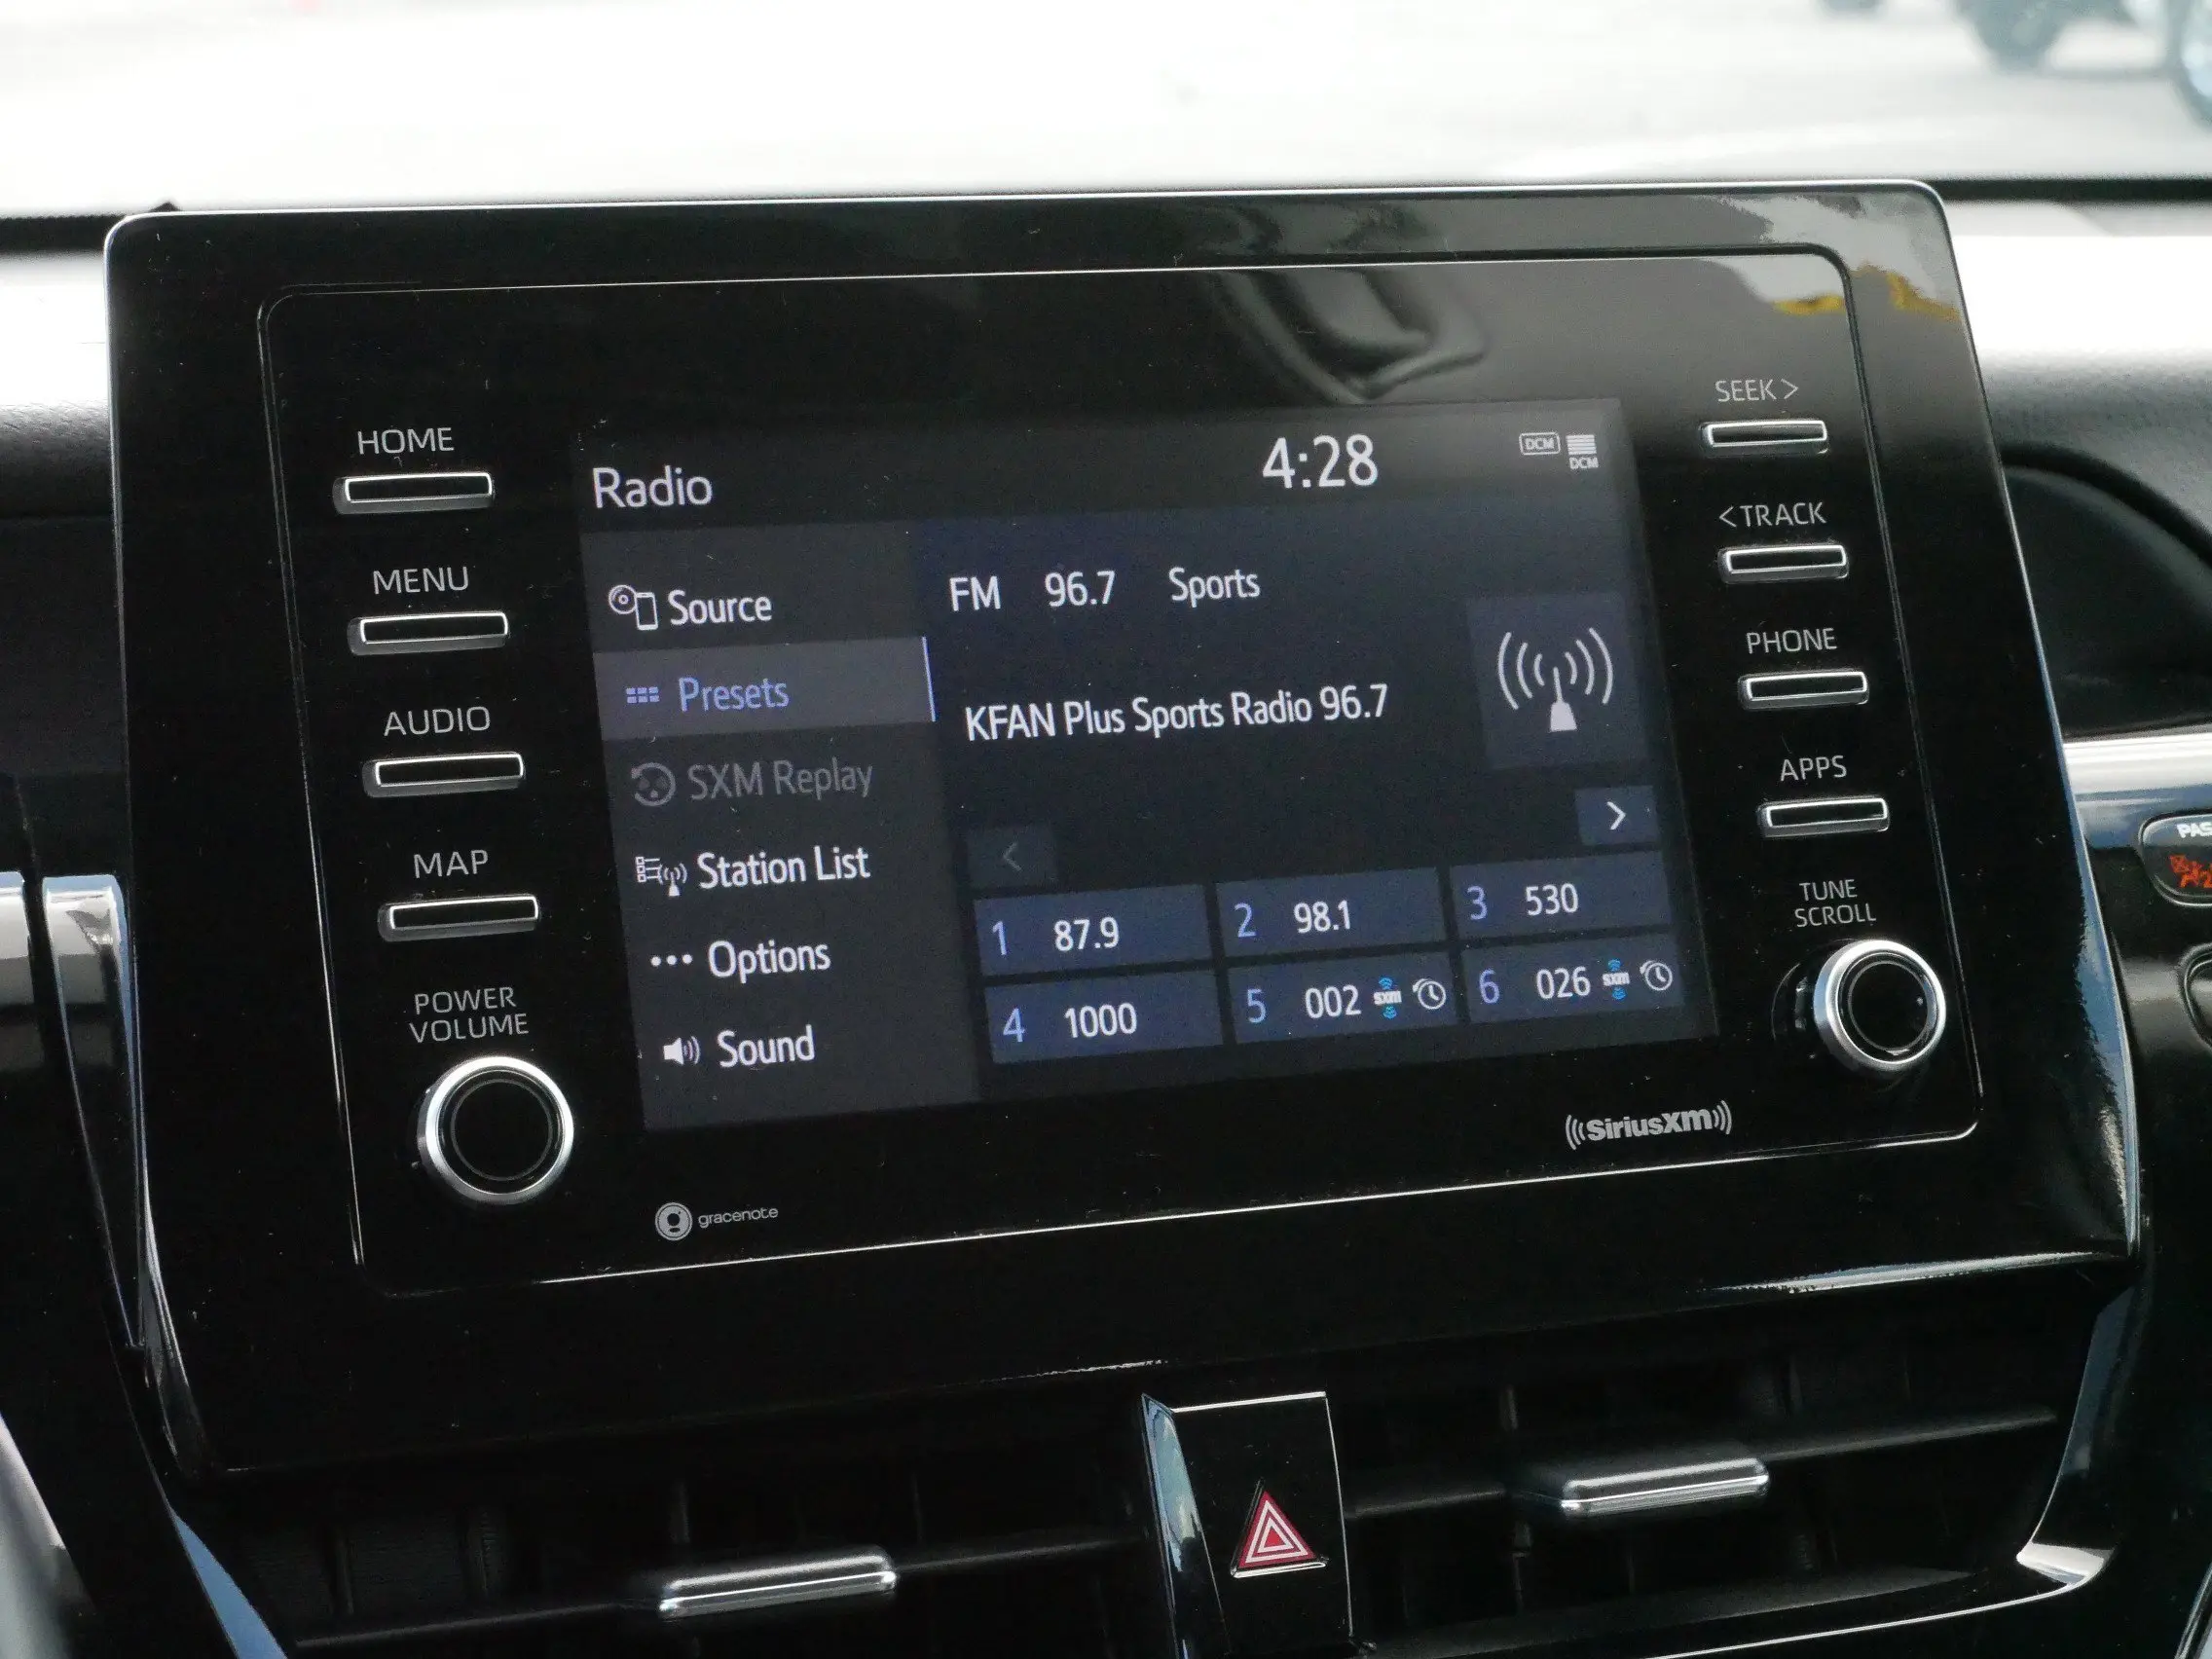 HOME
MENU
AUDIO
MAP
POWER
VOLUME
Radio
4:28
DCM
DCM
Source
Presets
SXM Replay
Station List
Options
Sound
FM 96.7 Sports
KFAN Plus Sports Radio 96.7
<
>
1 87.9
2 98.1
3 530
4 1000
5 002 sxm
6 026 sxm
SEEK >
< TRACK
PHONE
APPS
TUNE
SCROLL
SiriusXM
gracenote